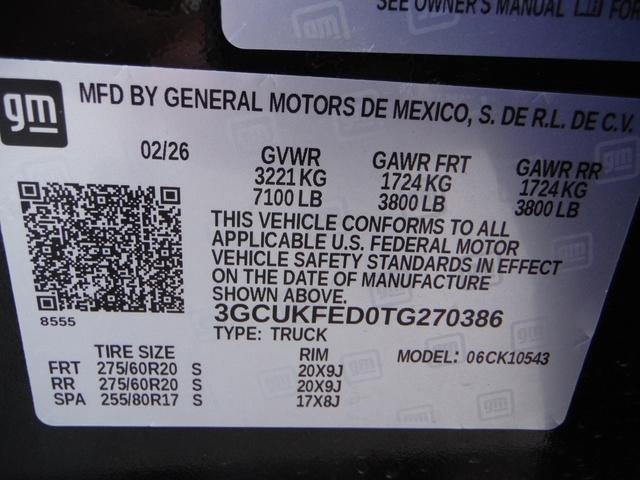 SEE OWNER'S MANUAL FOR
gm MFD BY GENERAL MOTORS DE MEXICO, S. DE R.L. DE C.V.
02/26 GVWR GAWR FRT GAWR RR
3221 KG 1724 KG 1724 KG
7100 LB 3800 LB 3800 LB
THIS VEHICLE CONFORMS TO ALL
APPLICABLE U.S. FEDERAL MOTOR
VEHICLE SAFETY STANDARDS IN EFFECT
ON THE DATE OF MANUFACTURE
SHOWN ABOVE.
8555 3GCUKFED0TG270386
TYPE: TRUCK
TIRE SIZE RIM MODEL: 06CK10543
FRT 275/60R20 S 20X9J
RR 275/60R20 S 20X9J
SPA 255/80R17 S 17X8J